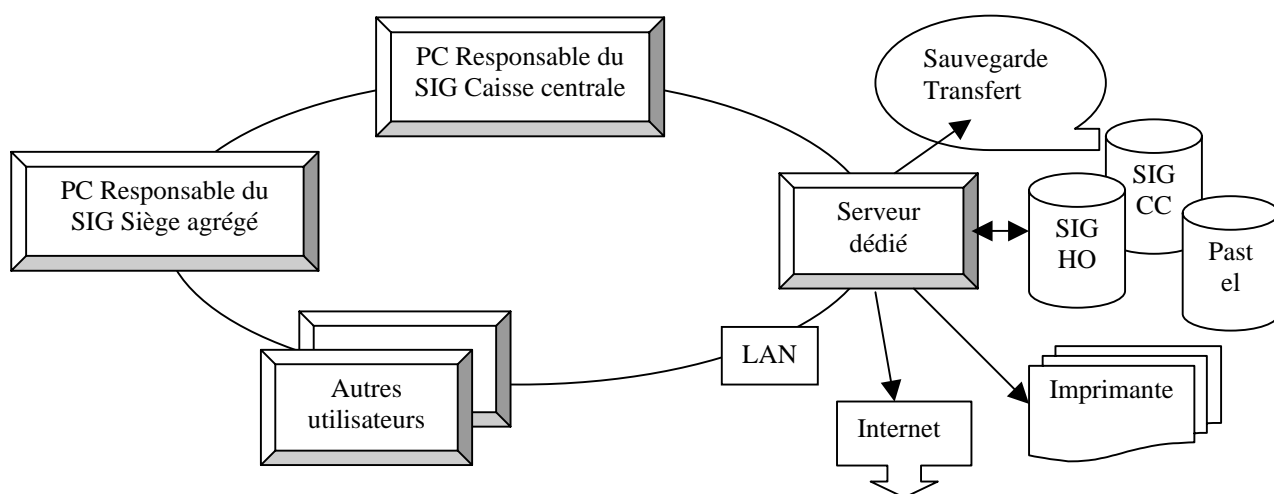 PC Responsable du
SIG Caisse centrale
Sauvegarde
Transfert
PC Responsable du
SIG Siège agrégé
Serveur
dédié
SIG
CC
SIG
HO
Past
el
LAN
Autres
utilisateurs
Internet
Imprimante